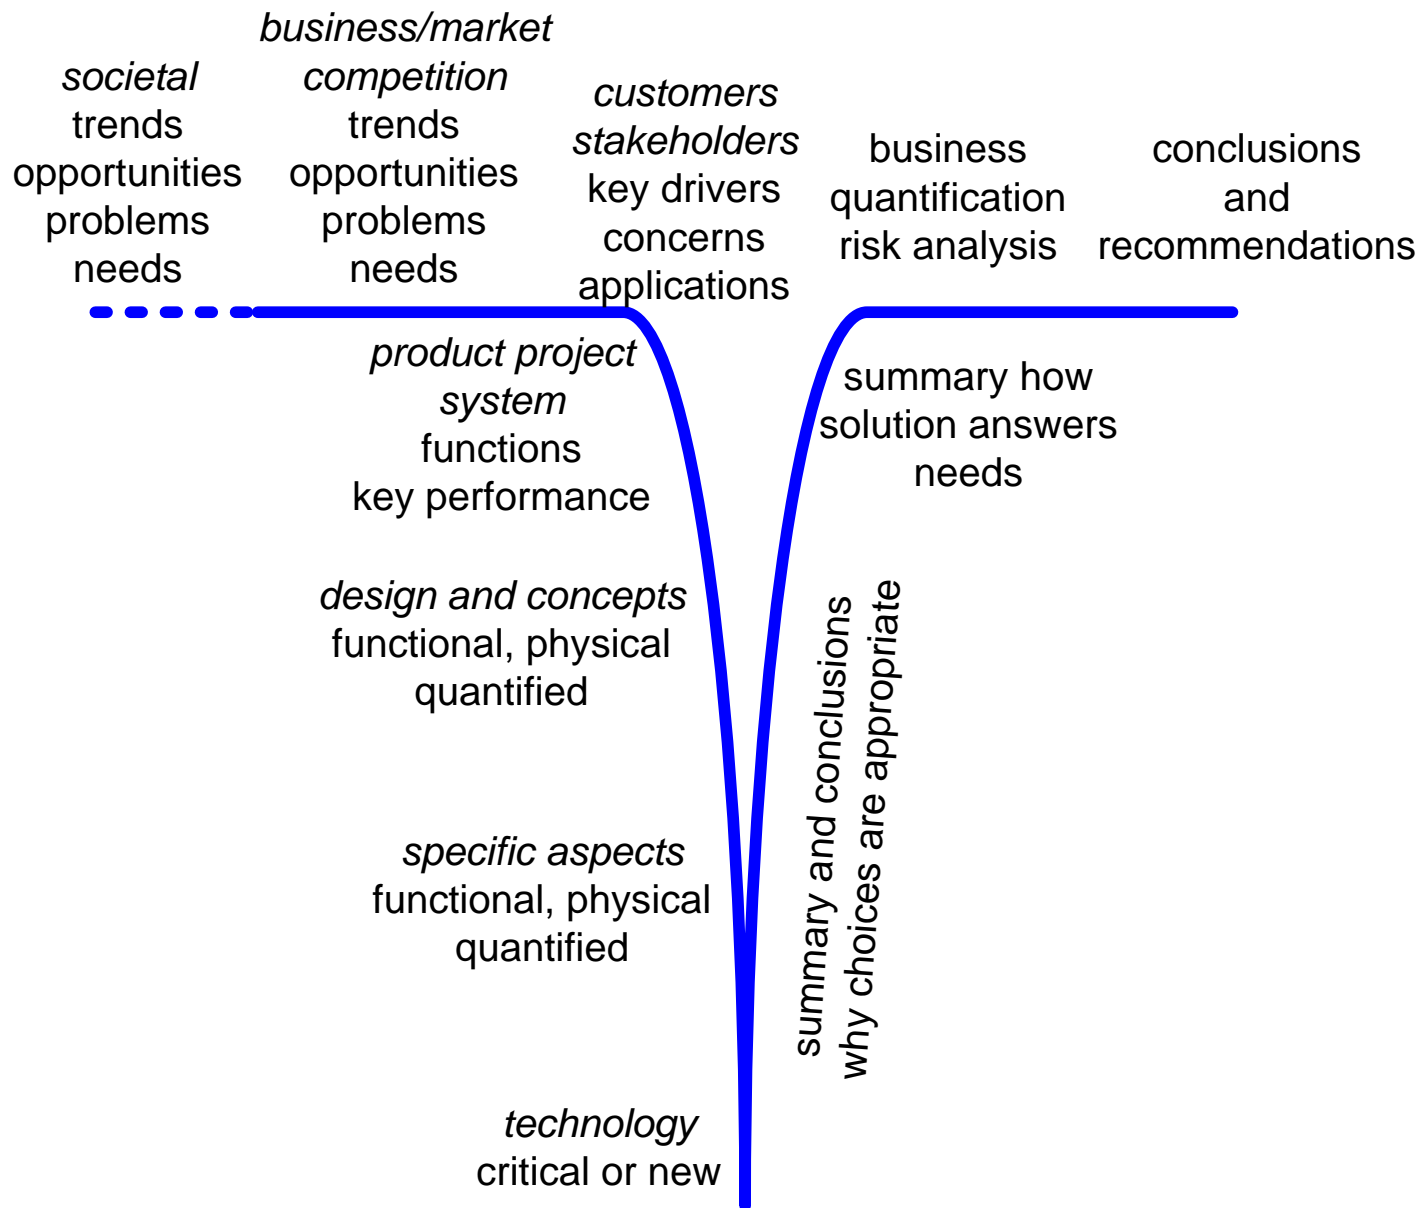 societal
trends
opportunities
problems
needs
business/market
competition
trends
opportunities
problems
needs
customers
stakeholders
key drivers
concerns
applications
business
quantification
risk analysis
conclusions
and
recommendations
product project
system
functions
key performance
summary how
solution answers
needs
design and concepts
functional, physical
quantified
specific aspects
functional, physical
quantified
summary and conclusions
why choices are appropriate
technology
critical or new